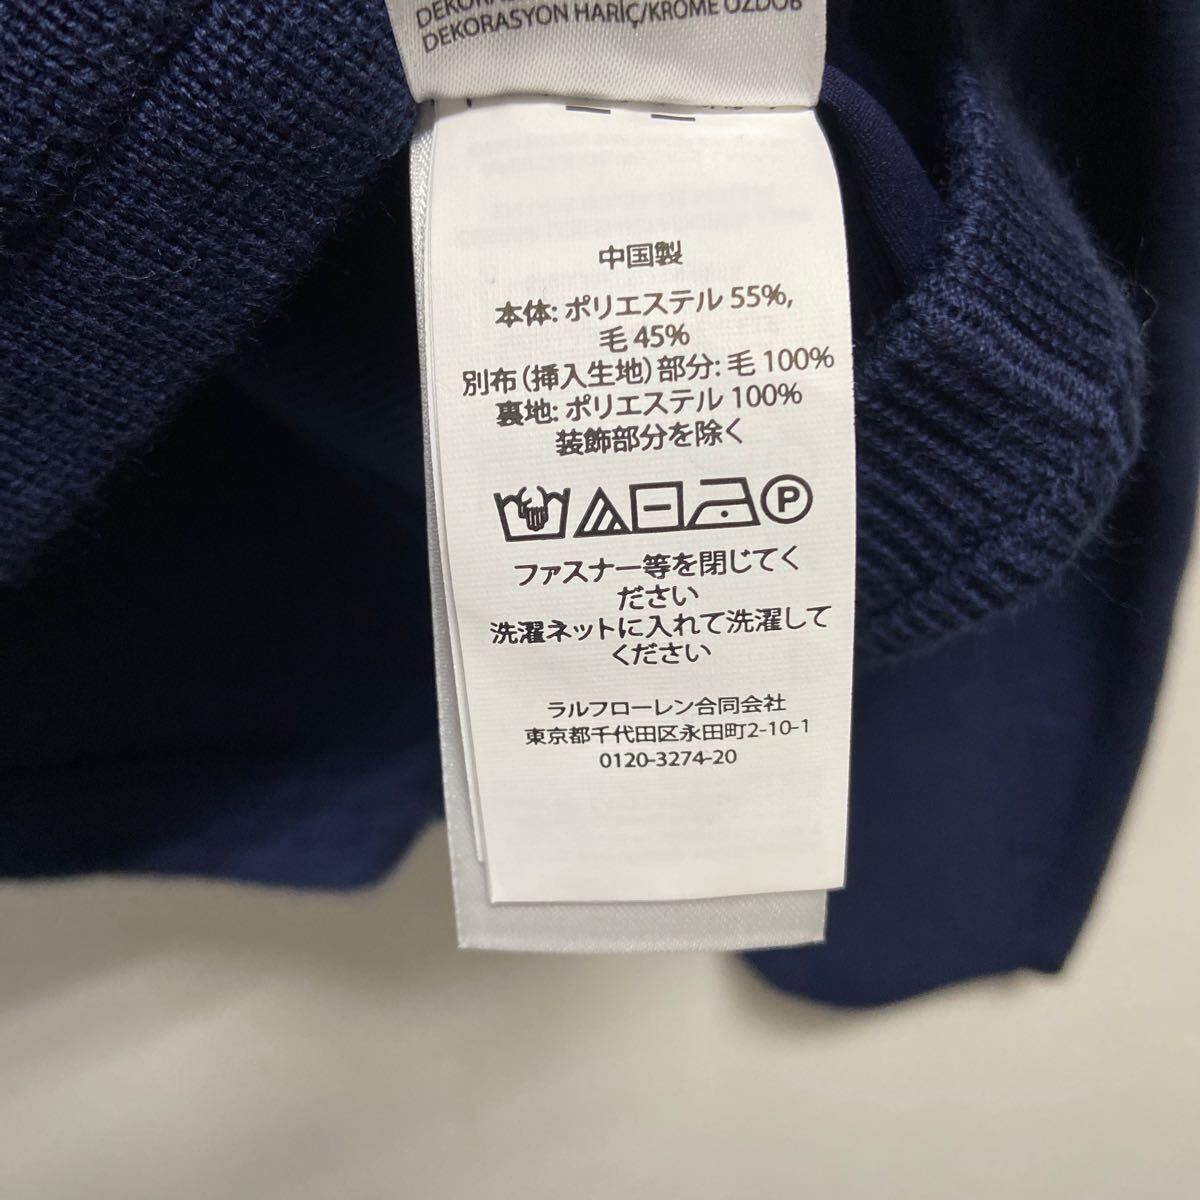 DEKORASYON HARİÇ/KROME ÖZDOB
中国製
本体: ポリエステル 55%,
毛 45%
別布 (挿入生地) 部分: 毛 100%
裏地: ポリエステル 100%
装飾部分を除く
P
ファスナー等を閉じてく
ださい
洗濯ネットに入れて洗濯して
ください
ラルフローレン合同会社
東京都千代田区永田町2-10-1
0120-3274-20